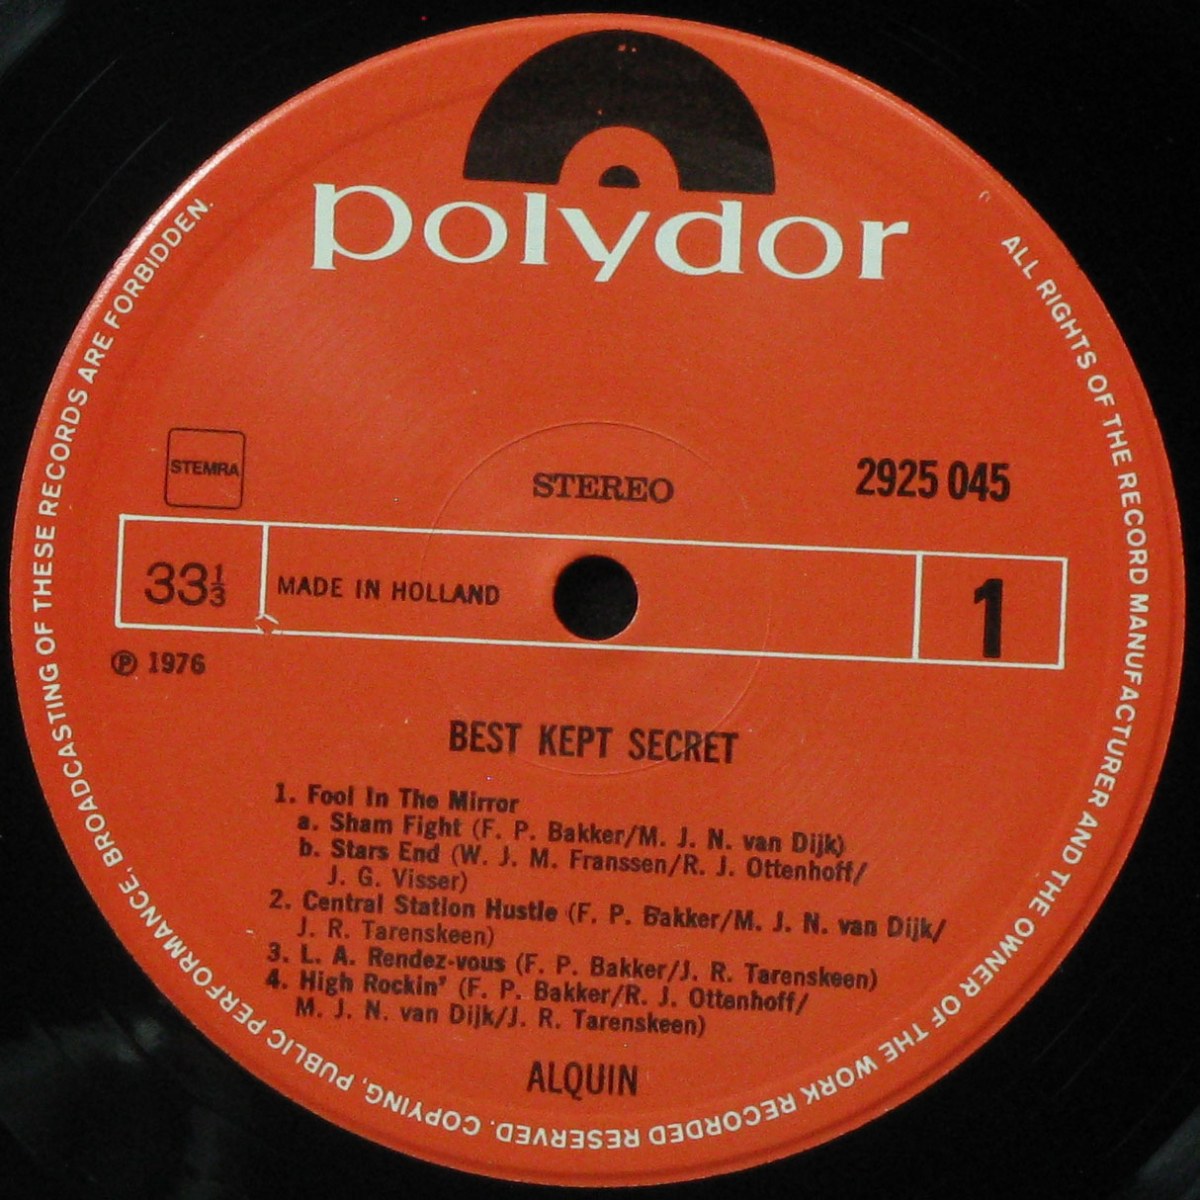 polydor
STEMRA
STEREO
2925 045
33⅓
MADE IN HOLLAND
1
℗ 1976
BEST KEPT SECRET
1. Fool In The Mirror
a. Sham Fight (F. P. Bakker/M. J. N. van Dijk)
b. Stars End (W. J. M. Franssen/R. J. Ottenhoff/
J. G. Visser)
2. Central Station Hustle (F. P. Bakker/M. J. N. van Dijk/
J. R. Tarenskeen)
3. L. A. Rendez-vous (F. P. Bakker/J. R. Tarenskeen)
4. High Rockin' (F. P. Bakker/R. J. Ottenhoff/
M. J. N. van Dijk/J. R. Tarenskeen)
ALQUIN
ALL RIGHTS OF THE RECORD MANUFACTURER AND THE OWNER OF THE WORK RECORDED RESERVED. COPYING, PUBLIC PERFORMANCE, BROADCASTING OF THESE RECORDS ARE FORBIDDEN.